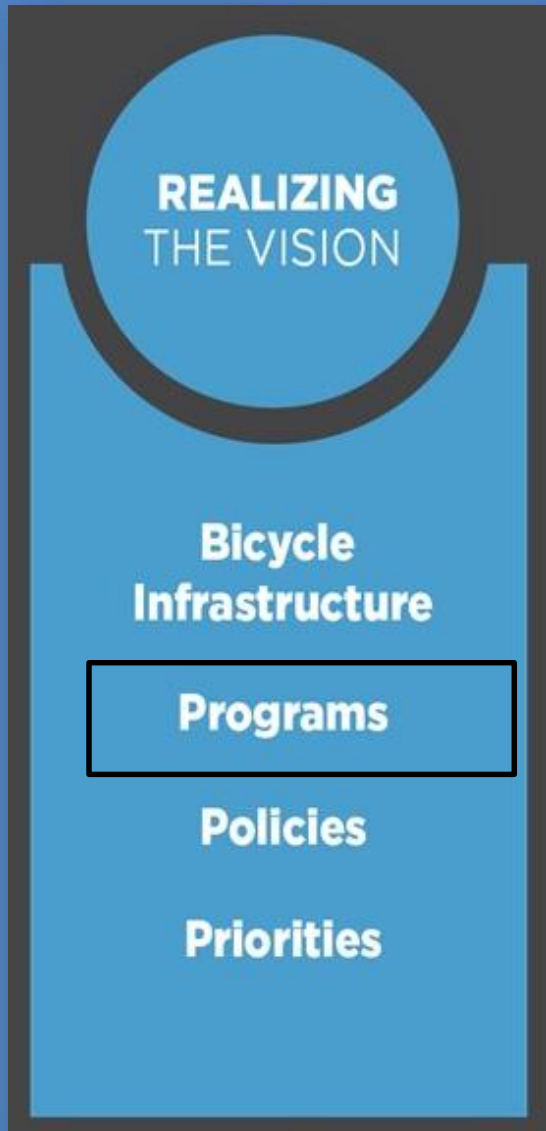 REALIZING
THE VISION
Bicycle
Infrastructure
Programs
Policies
Priorities